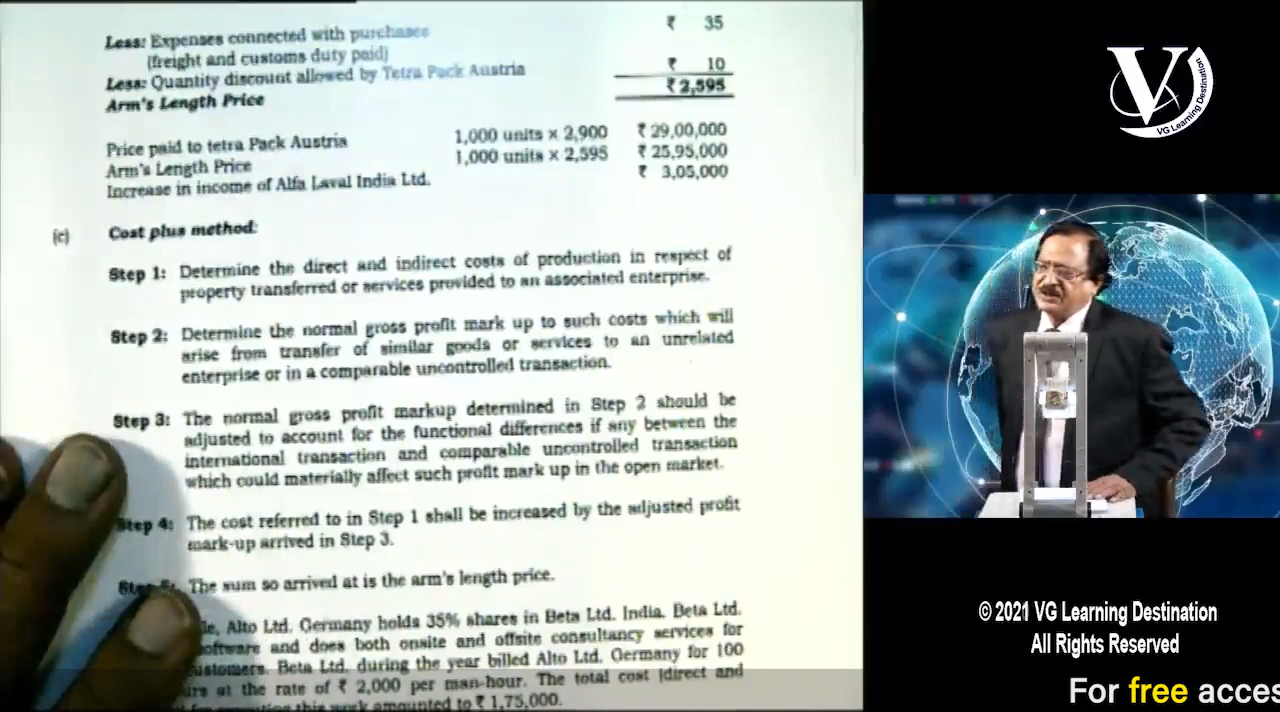 Less: Expenses connected with purchases ₹ 35
(freight and customs duty paid)
Less: Quantity discount allowed by Tetra Pack Austria ₹ 10
Arm's Length Price ₹ 2,595
Price paid to tetra Pack Austria 1,000 units × 2,900 ₹ 29,00,000
Arm's Length Price 1,000 units × 2,595 ₹ 25,95,000
Increase in income of Alfa Laval India Ltd. ₹ 3,05,000
(c) Cost plus method:
Step 1: Determine the direct and indirect costs of production in respect of
property transferred or services provided to an associated enterprise.
Step 2: Determine the normal gross profit mark up to such costs which will
arise from transfer of similar goods or services to an unrelated
enterprise or in a comparable uncontrolled transaction.
Step 3: The normal gross profit markup determined in Step 2 should be
adjusted to account for the functional differences if any between the
international transaction and comparable uncontrolled transaction
which could materially affect such profit mark up in the open market.
Step 4: The cost referred to in Step 1 shall be increased by the adjusted profit
mark-up arrived in Step 3.
The sum so arrived at is the arm's length price.
Alto Ltd. Germany holds 35% shares in Beta Ltd. India. Beta Ltd.
and does both onsite and offsite consultancy services for
Beta Ltd. during the year billed Alto Ltd. Germany for 100
at the rate of ₹ 2,000 per man-hour. The total cost (direct and
this work amounted to ₹ 1,75,000.
V
VG Learning Destination
© 2021 VG Learning Destination
All Rights Reserved
For free acces